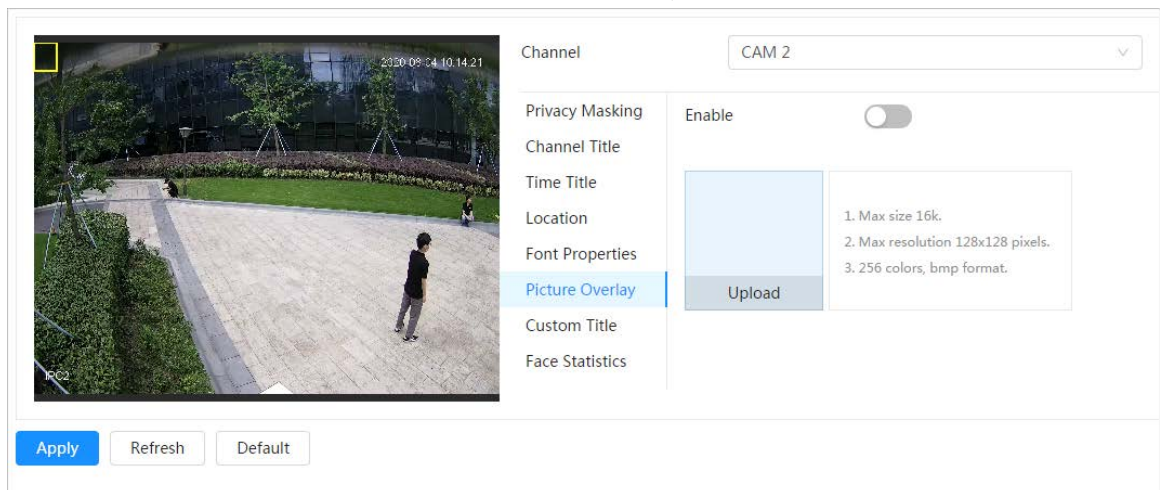 2020-09-04 10:14:21
IPC2
Channel
CAM 2
Privacy Masking
Channel Title
Time Title
Location
Font Properties
Picture Overlay
Custom Title
Face Statistics
Enable
Upload
1. Max size 16k.
2. Max resolution 128x128 pixels.
3. 256 colors, bmp format.
Apply
Refresh
Default